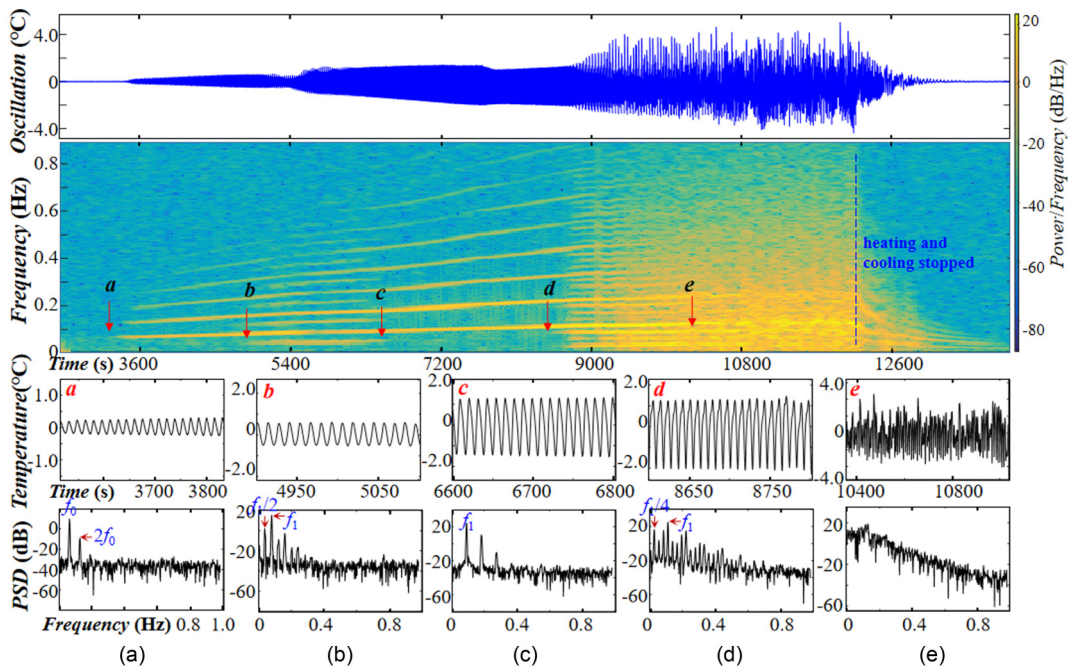 Oscillation (°C)
4.0
0
-4.0
20
0
-20
-40
-60
-80
Power/Frequency (dB/Hz)
Frequency (Hz)
0.8
0.6
0.4
0.2
0
a
b
c
d
e
heating and
cooling stopped
Time (s)
3600
5400
7200
9000
10800
12600
Temperature(°C)
1.0
0
1.0
a
2.0
0
-2.0
b
2.0
0
2.0
c
2.0
0
-2.0
d
4.0
0
-4.0
e
Time (s)
3700
3800
4950
5050
6600
6800
8650
8750
10400
10800
PSD (dB)
0
-20
-40
-60
f0
2f0
20
-20
-60
f1/2
f1
20
-20
-60
f1
20
-20
-60
f1/4
f1
20
-20
-60
Frequency (Hz)
0.8
1.0
0
0.4
0.8
0
0.4
0.8
0
0.4
0.8
0
0.4
0.8
(a)
(b)
(c)
(d)
(e)